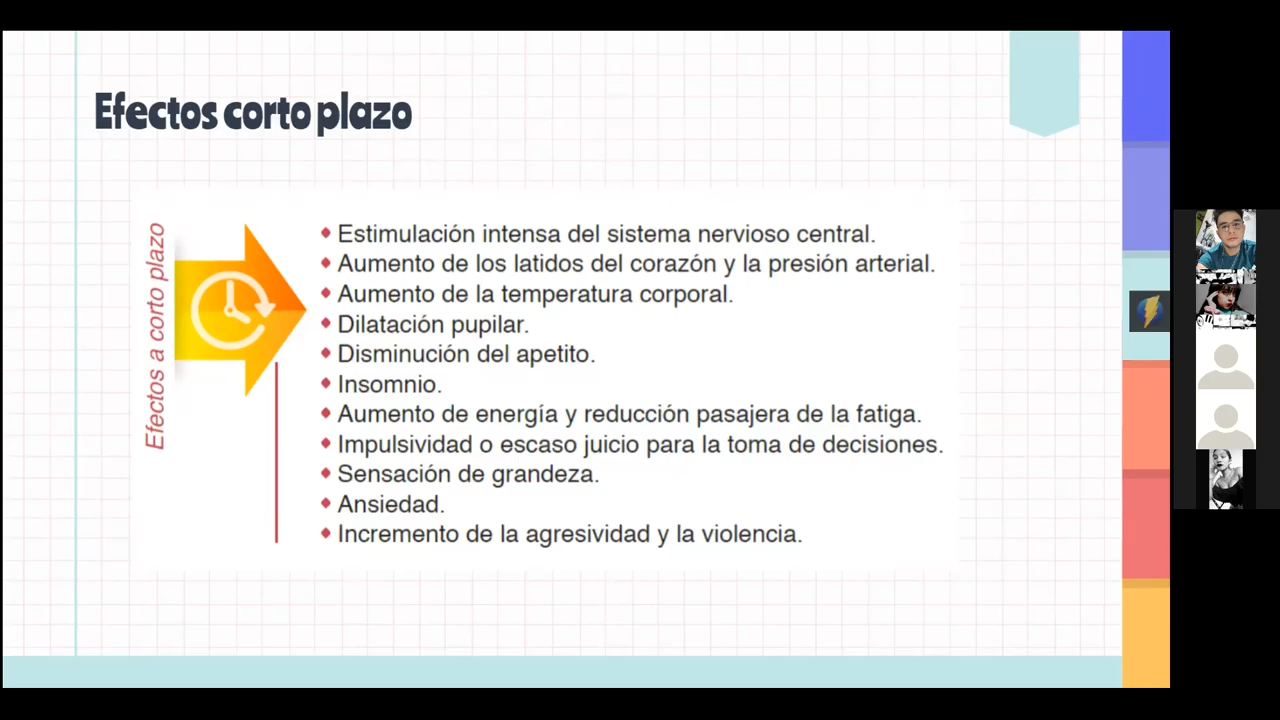 Efectos corto plazo
Efectos a corto plazo
Estimulación intensa del sistema nervioso central.
Aumento de los latidos del corazón y la presión arterial.
Aumento de la temperatura corporal.
Dilatación pupilar.
Disminución del apetito.
Insomnio.
Aumento de energía y reducción pasajera de la fatiga.
Impulsividad o escaso juicio para la toma de decisiones.
Sensación de grandeza.
Ansiedad.
Incremento de la agresividad y la violencia.